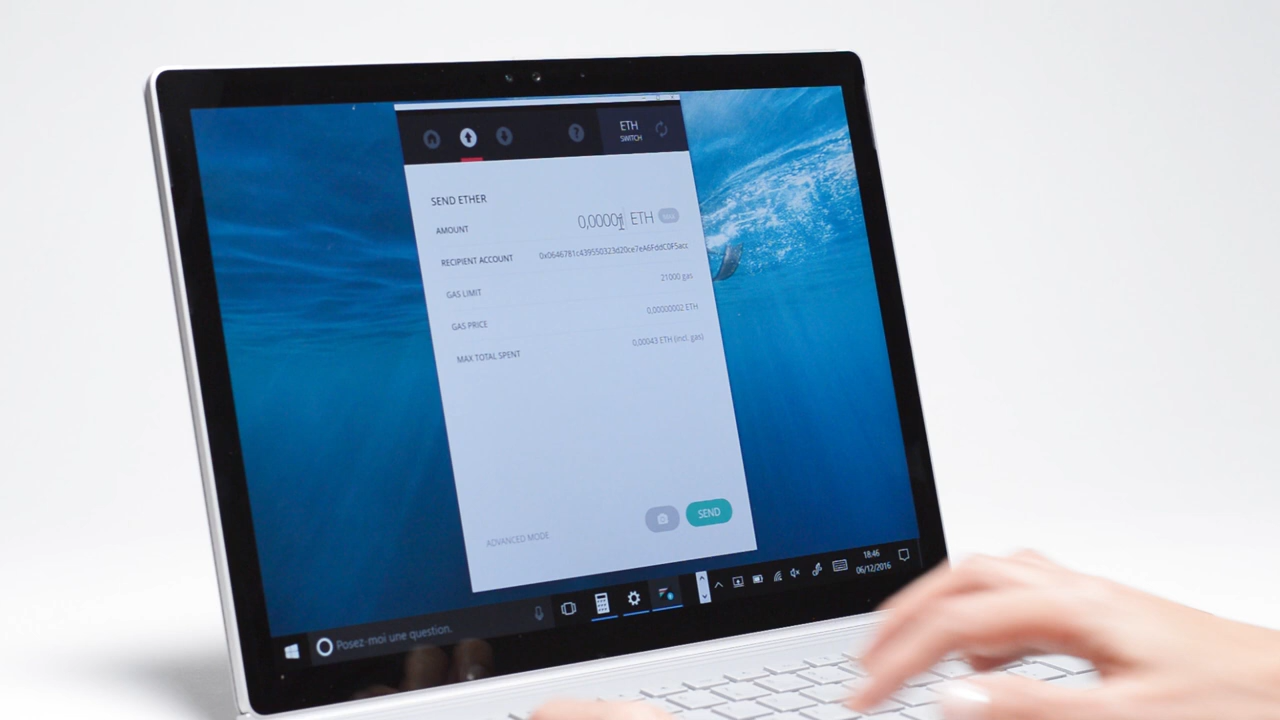 ETH
SWITCH
SEND ETHER
AMOUNT 0,00001 ETH
RECIPIENT ACCOUNT 0x0646781c439550323d20ce7eA6FddC0F5acc
GAS LIMIT 21000 gas
GAS PRICE 0,00000002 ETH
MAX TOTAL SPENT 0,00043 ETH (incl. gas)
ADVANCED MODE SEND
Posez-moi une question.
18:46
06/12/2016